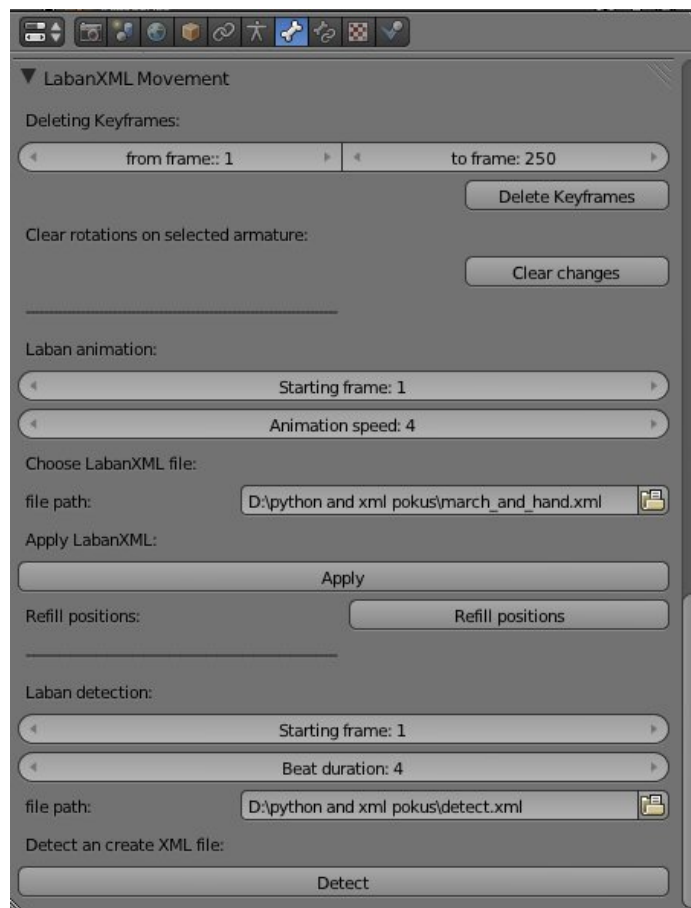 LabanXML Movement
Deleting Keyframes:
from frame:: 1 to frame: 250
Delete Keyframes
Clear rotations on selected armature:
Clear changes
Laban animation:
Starting frame: 1
Animation speed: 4
Choose LabanXML file:
file path: D:\python and xml pokus\march_and_hand.xml
Apply LabanXML:
Apply
Refill positions: Refill positions
Laban detection:
Starting frame: 1
Beat duration: 4
file path: D:\python and xml pokus\detect.xml
Detect an create XML file:
Detect